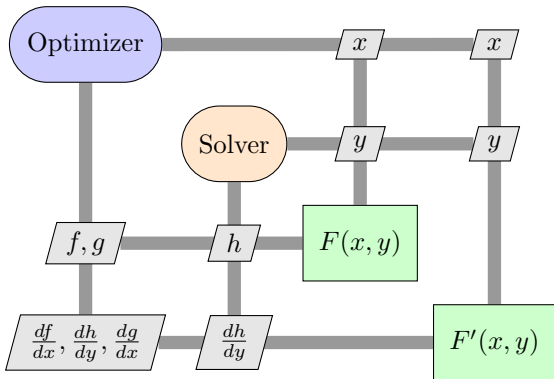 Optimizer x x
Solver y y
f, g h F(x, y)
df/dx, dh/dy, dg/dx dh/dy F′(x, y)